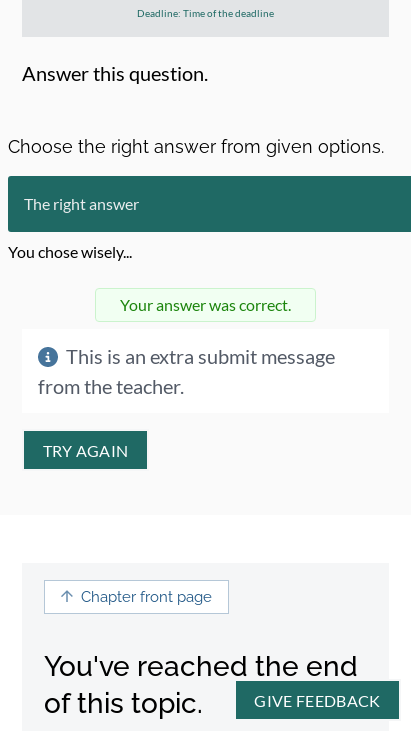 Deadline: Time of the deadline
Answer this question.
Choose the right answer from given options.
The right answer
You chose wisely...
Your answer was correct.
This is an extra submit message
from the teacher.
TRY AGAIN
Chapter front page
You've reached the end
of this topic.
GIVE FEEDBACK